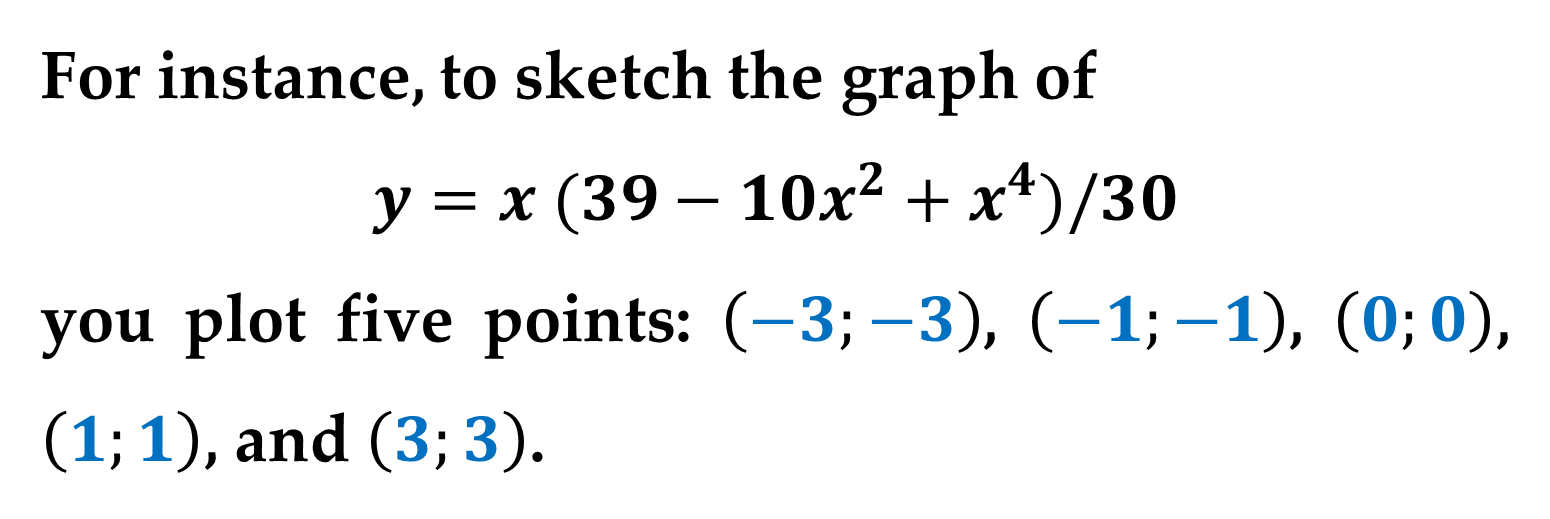 For instance, to sketch the graph of
y = x (39 − 10x² + x⁴)/30
you plot five points: (−3; −3), (−1; −1), (0; 0),
(1; 1), and (3; 3).